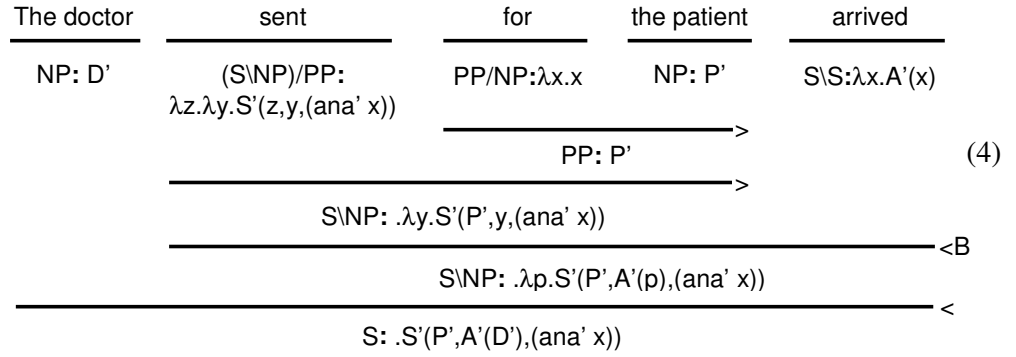 The doctor sent for the patient arrived
NP: D' (S\NP)/PP: PP/NP:λx.x NP: P' S\S:λx.A'(x)
λz.λy.S'(z,y,(ana' x))
>
PP: P' (4)
>
S\NP: .λy.S'(P',y,(ana' x))
<B
S\NP: .λp.S'(P',A'(p),(ana' x))
<
S: .S'(P',A'(D'),(ana' x))